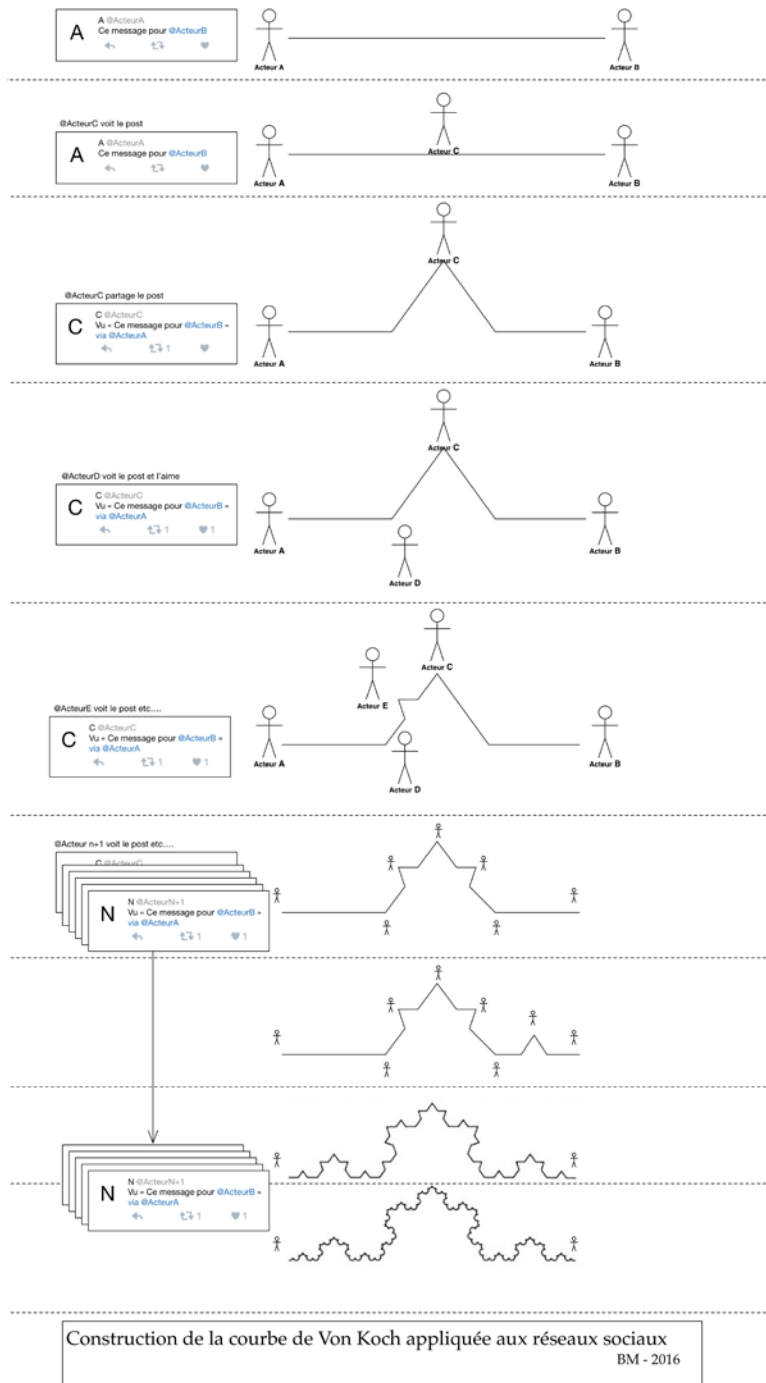 A
A @ActeurA
Ce message pour @ActeurB
Acteur A
Acteur B
@ActeurC voit le post
A
A @ActeurA
Ce message pour @ActeurB
Acteur C
Acteur A
Acteur B
Acteur C
@ActeurC partage le post
C
C @ActeurC
Vu « Ce message pour @ActeurB »
via @ActeurA
1
Acteur A
Acteur B
Acteur C
@ActeurD voit le post et l'aime
C
C @ActeurC
Vu « Ce message pour @ActeurB »
via @ActeurA
1 1
Acteur A
Acteur B
Acteur D
Acteur C
Acteur E
@ActeurE voit le post etc....
C
C @ActeurC
Vu « Ce message pour @ActeurB »
via @ActeurA
1 1
Acteur A
Acteur B
Acteur D
@Acteur n+1 voit le post etc....
C @ActeurC
N
N @ActeurN+1
Vu « Ce message pour @ActeurB »
via @ActeurA
1 1
N
N @ActeurN+1
Vu « Ce message pour @ActeurB »
via @ActeurA
1 1
Construction de la courbe de Von Koch appliquée aux réseaux sociaux
BM - 2016